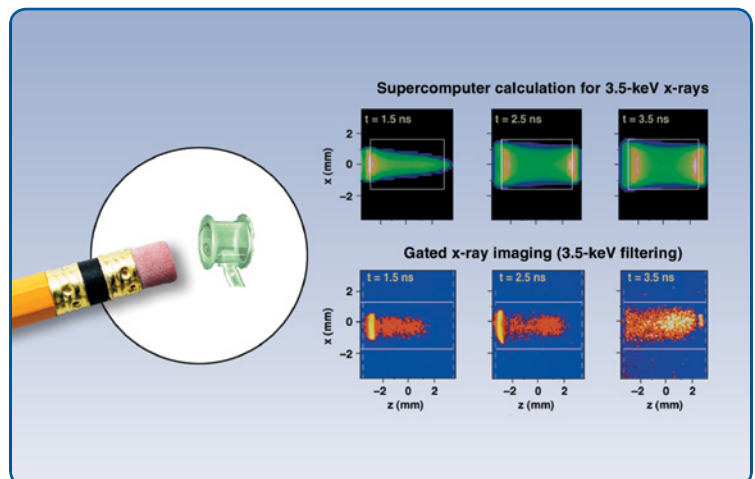 Supercomputer calculation for 3.5-keV x-rays
t = 1.5 ns
t = 2.5 ns
t = 3.5 ns
x (mm)
2
0
−2
Gated x-ray imaging (3.5-keV filtering)
t = 1.5 ns
t = 2.5 ns
t = 3.5 ns
x (mm)
2
0
−2
−2 0 2
−2 0 2
−2 0 2
z (mm)
z (mm)
z (mm)